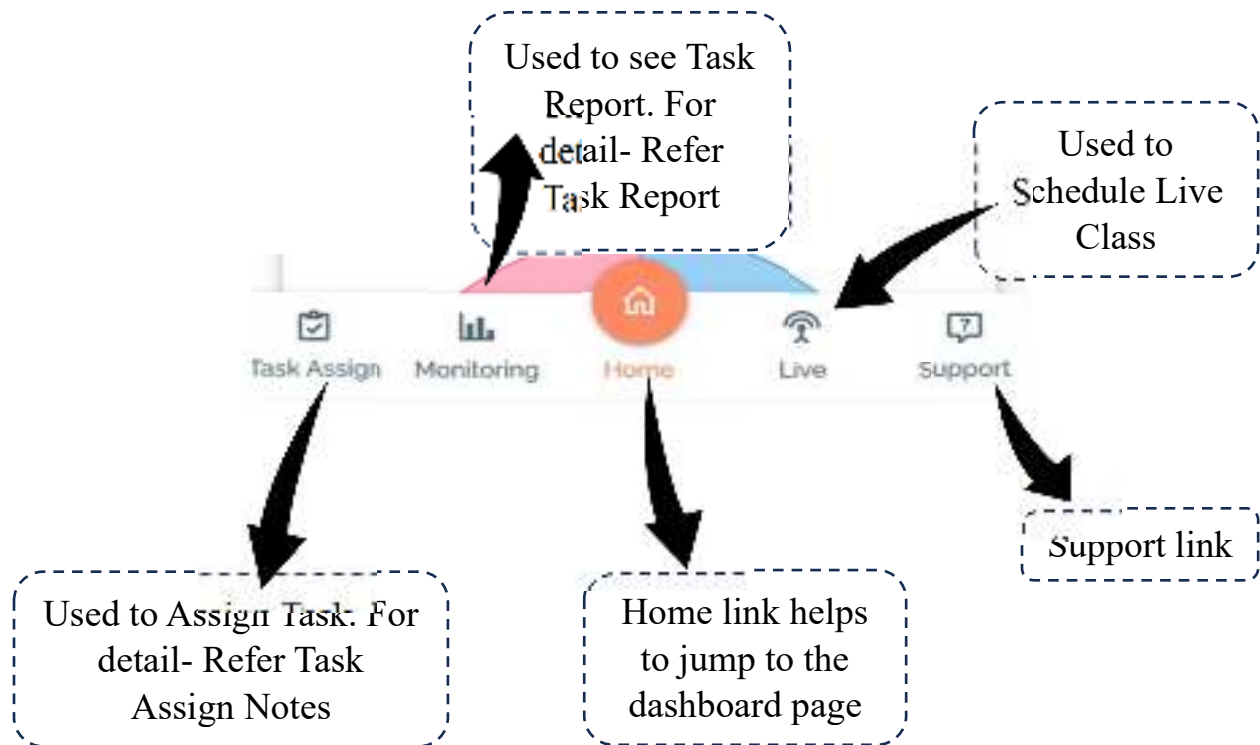 Used to see Task
Report. For
detail- Refer
Task Report
Used to
Schedule Live
Class
Task Assign
Monitoring
Home
Live
Support
Support link
Used to Assign Task. For
detail- Refer Task
Assign Notes
Home link helps
to jump to the
dashboard page